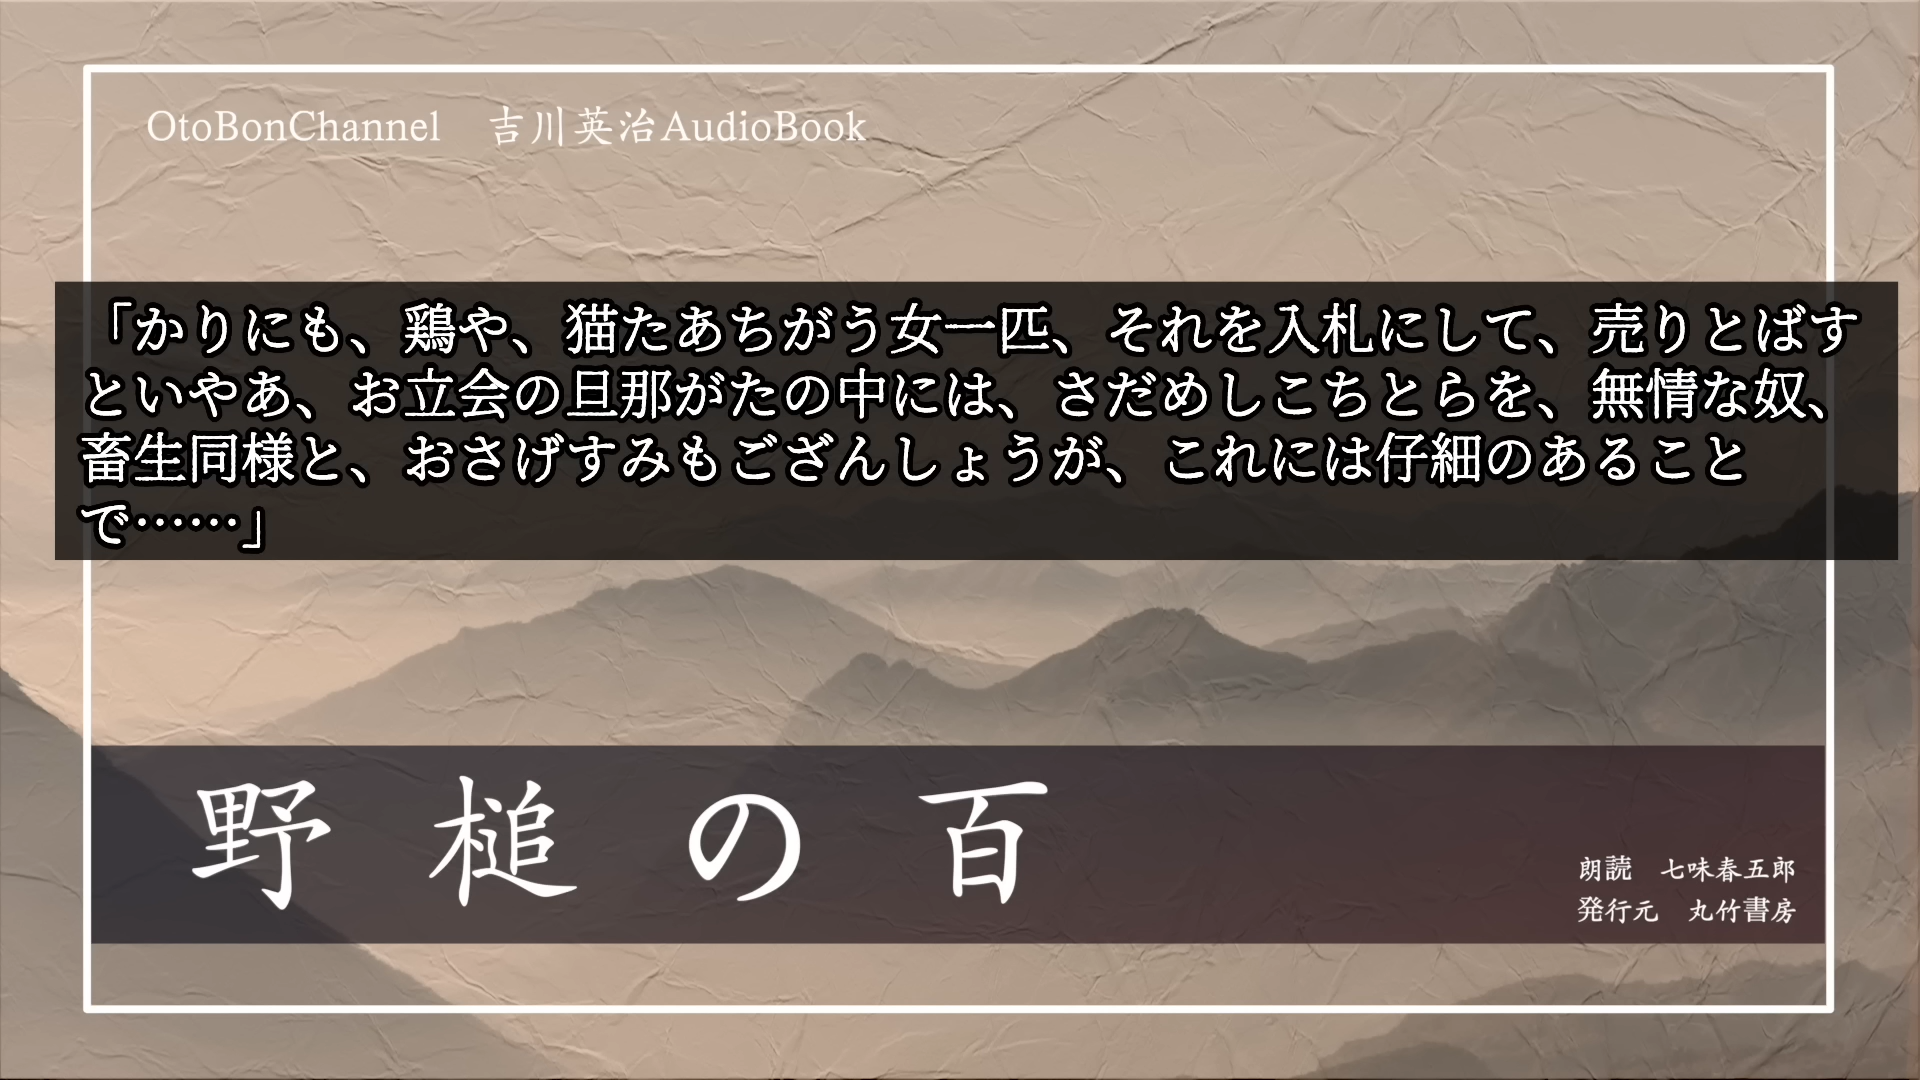 OtoBonChannel　吉川英治AudioBook
「かりにも、鶏や、猫たあちがう女一匹、それを入札にして、売りとばす
といやあ、お立会の旦那がたの中には、さだめしこちとらを、無情な奴、
畜生同様と、おさげすみもござんしょうが、これには仔細のあること
で……」
野槌の百
朗読　七味春五郎
発行元　丸竹書房